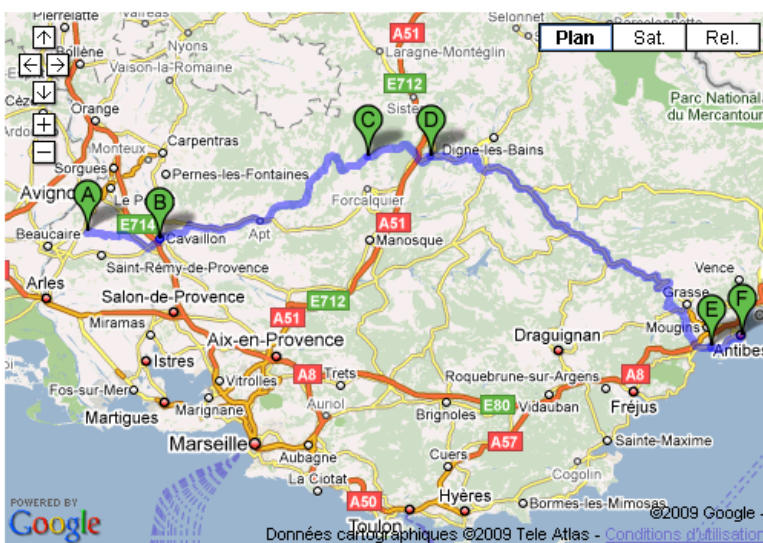 Pierrelatte
Valréas
Bollène
Nyons
Vaison-la-Romaine
A51
Laragne-Montéglin
Selonnet
Plan Sat. Rel.
E712
Parc National
du Mercantour
Orange
Carpentras
Monteux
Sorgues
Pernes-les-Fontaines
C
D
Digne-les-Bains
A
B
E714
Forcalquier
Beaucaire
Cavaillon
Apt
A51
Manosque
Saint-Rémy-de-Provence
Arles
Salon-de-Provence
E712
A51
Vence
Grasse
E
F
Mougins
Antibes
Miramas
Aix-en-Provence
Draguignan
Istres
A8
Trets
Roquebrune-sur-Argens
A8
Vitrolles
Fos-sur-Mer
Marignane
Auriol
Brignoles
E80
Vidauban
Fréjus
Martigues
Marseille
Aubagne
A57
Cuers
Sainte-Maxime
Cogolin
La Ciotat
A50
Hyères
Bormes-les-Mimosas
Toulon
POWERED BY
Google
©2009 Google -
Données cartographiques ©2009 Tele Atlas - Conditions d'utilisation